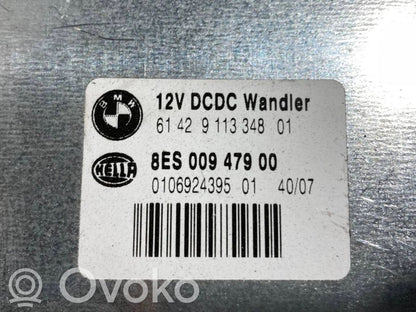 BMW
12V DCDC Wandler
61 42 9 113 348 01
HELLA
8ES 009 479 00
0106924395 01 40/07
© Ovoko